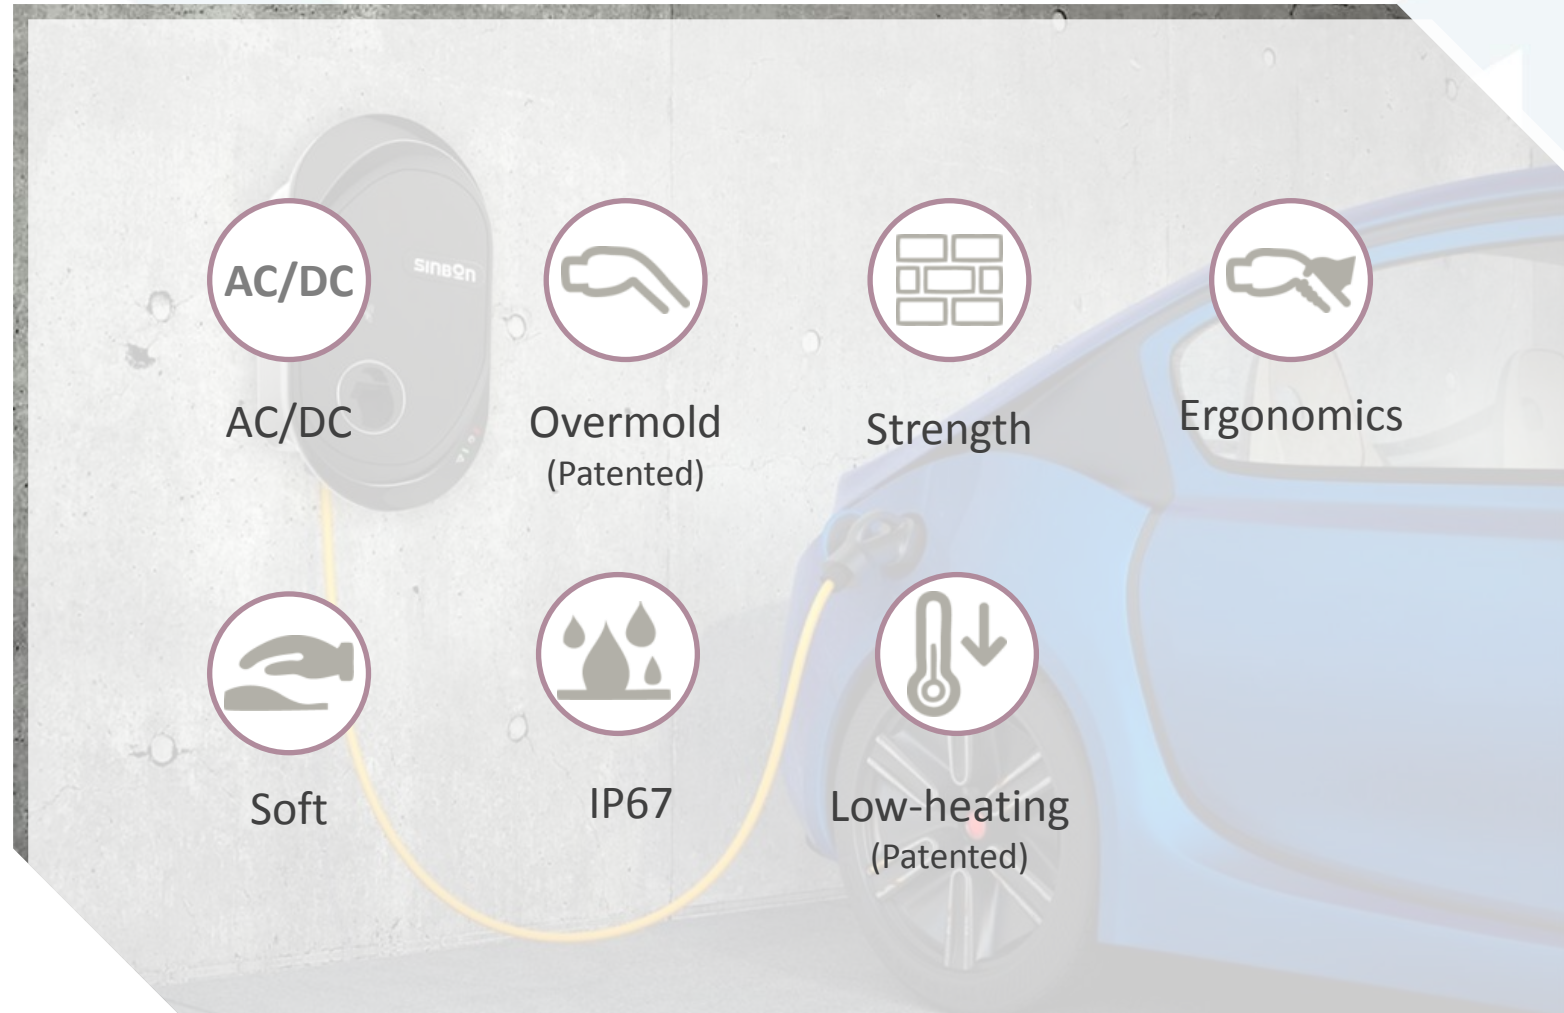 SINBON
AC/DC
AC/DC
Overmold
(Patented)
Strength
Ergonomics
Soft
IP67
Low-heating
(Patented)